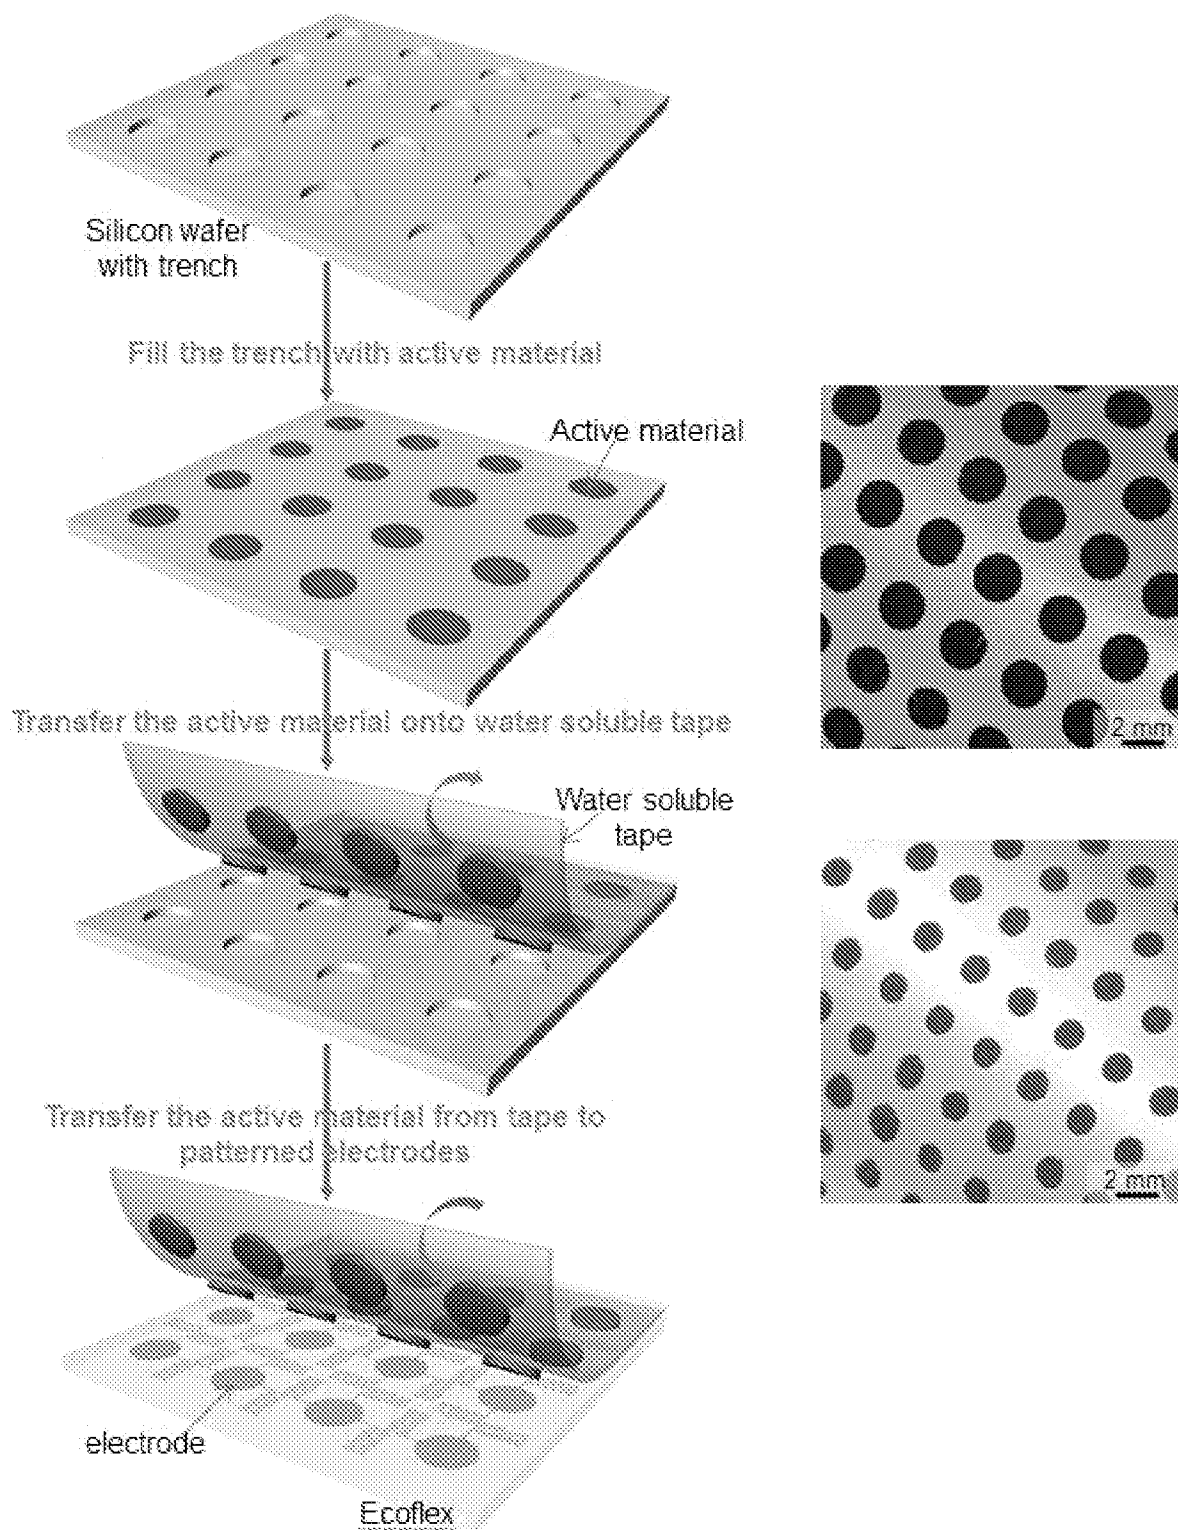 Silicon wafer
with trench
Fill the trench with active material
Active material
Transfer the active material onto water soluble tape
2 mm
Water soluble
tape
Transfer the active material from tape to
patterned electrodes
2 mm
electrode
Ecoflex